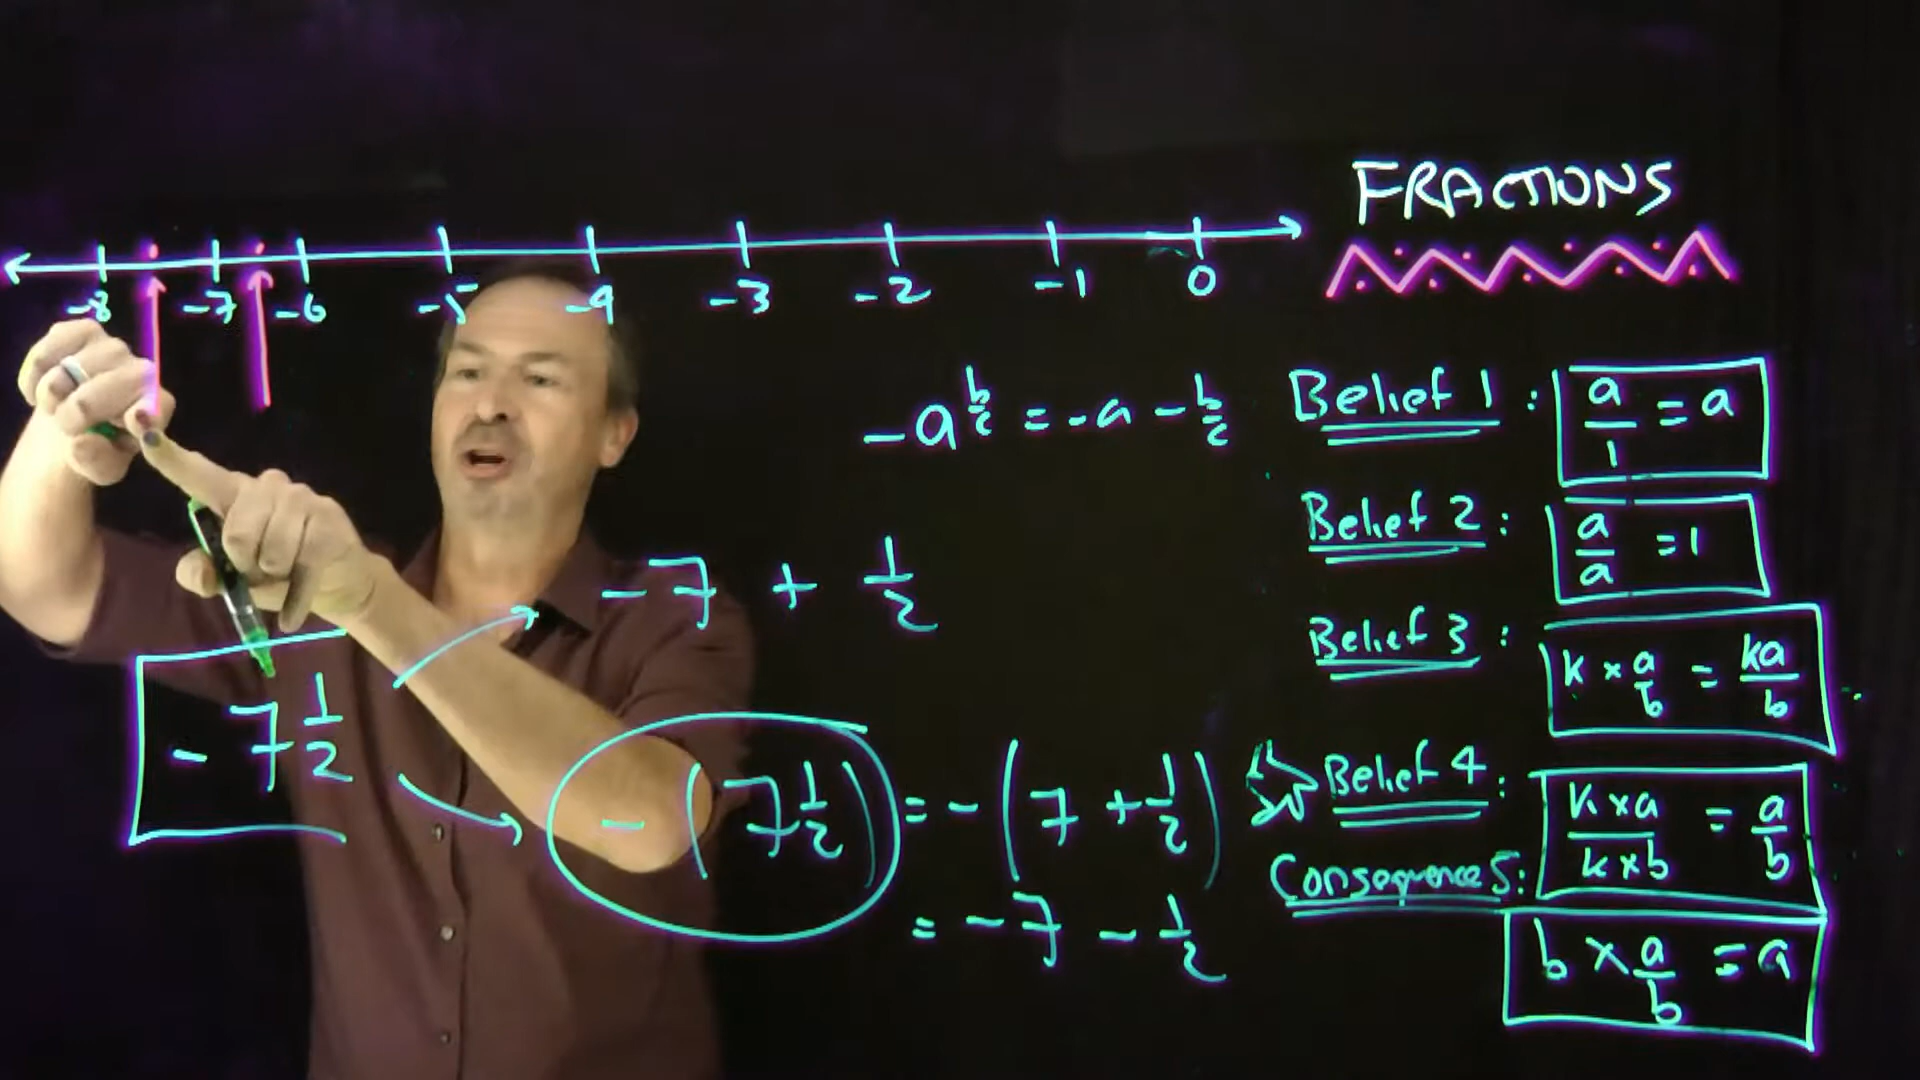 FRACTIONS
-8 -7 -6 -5 -4 -3 -2 -1 0
-a b/c = -a - b/c
Belief 1 : a/1 = a
Belief 2 : a/a = 1
-7 + 1/2
Belief 3 : k × a/b = ka/b
- 7 1/2
- (7 1/2) = - (7 + 1/2)
Belief 4 : k×a/k×b = a/b
= -7 - 1/2
Consequence 5 : b × a/b = a